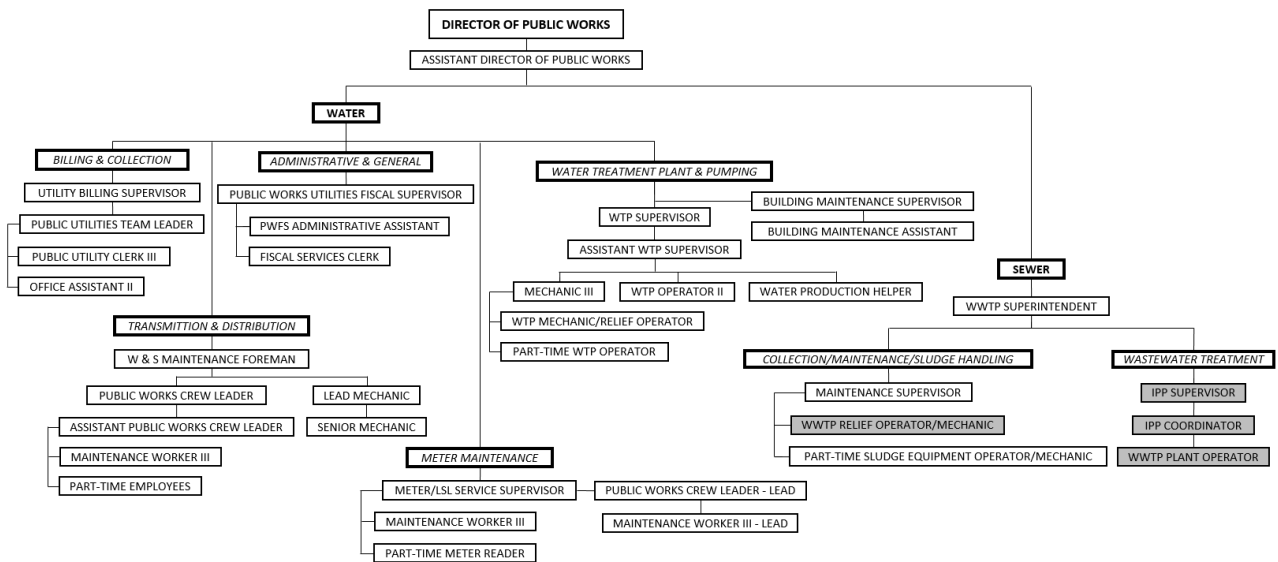 DIRECTOR OF PUBLIC WORKS
ASSISTANT DIRECTOR OF PUBLIC WORKS
WATER
BILLING & COLLECTION
UTILITY BILLING SUPERVISOR
PUBLIC UTILITIES TEAM LEADER
PUBLIC UTILITY CLERK III
OFFICE ASSISTANT II
TRANSMITTION & DISTRIBUTION
W & S MAINTENANCE FOREMAN
PUBLIC WORKS CREW LEADER
ASSISTANT PUBLIC WORKS CREW LEADER
MAINTENANCE WORKER III
PART-TIME EMPLOYEES
LEAD MECHANIC
SENIOR MECHANIC
ADMINISTRATIVE & GENERAL
PUBLIC WORKS UTILITIES FISCAL SUPERVISOR
PWFS ADMINISTRATIVE ASSISTANT
FISCAL SERVICES CLERK
METER MAINTENANCE
METER/LSL SERVICE SUPERVISOR
MAINTENANCE WORKER III
PART-TIME METER READER
PUBLIC WORKS CREW LEADER - LEAD
MAINTENANCE WORKER III - LEAD
WATER TREATMENT PLANT & PUMPING
WTP SUPERVISOR
ASSISTANT WTP SUPERVISOR
BUILDING MAINTENANCE SUPERVISOR
BUILDING MAINTENANCE ASSISTANT
MECHANIC III
WTP OPERATOR II
WATER PRODUCTION HELPER
WTP MECHANIC/RELIEF OPERATOR
PART-TIME WTP OPERATOR
SEWER
WWTP SUPERINTENDENT
COLLECTION/MAINTENANCE/SLUDGE HANDLING
MAINTENANCE SUPERVISOR
WWTP RELIEF OPERATOR/MECHANIC
PART-TIME SLUDGE EQUIPMENT OPERATOR/MECHANIC
WASTEWATER TREATMENT
IPP SUPERVISOR
IPP COORDINATOR
WWTP PLANT OPERATOR